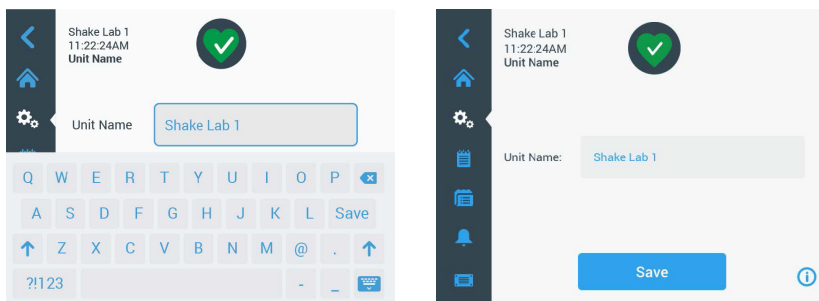 Shake Lab 1
11:22:24AM
Unit Name
Unit Name Shake Lab 1
Q W E R T Y U I O P
A S D F G H J K L Save
Z X C V B N M @ .
?!123 - _
Shake Lab 1
11:22:24AM
Unit Name
Unit Name: Shake Lab 1
Save